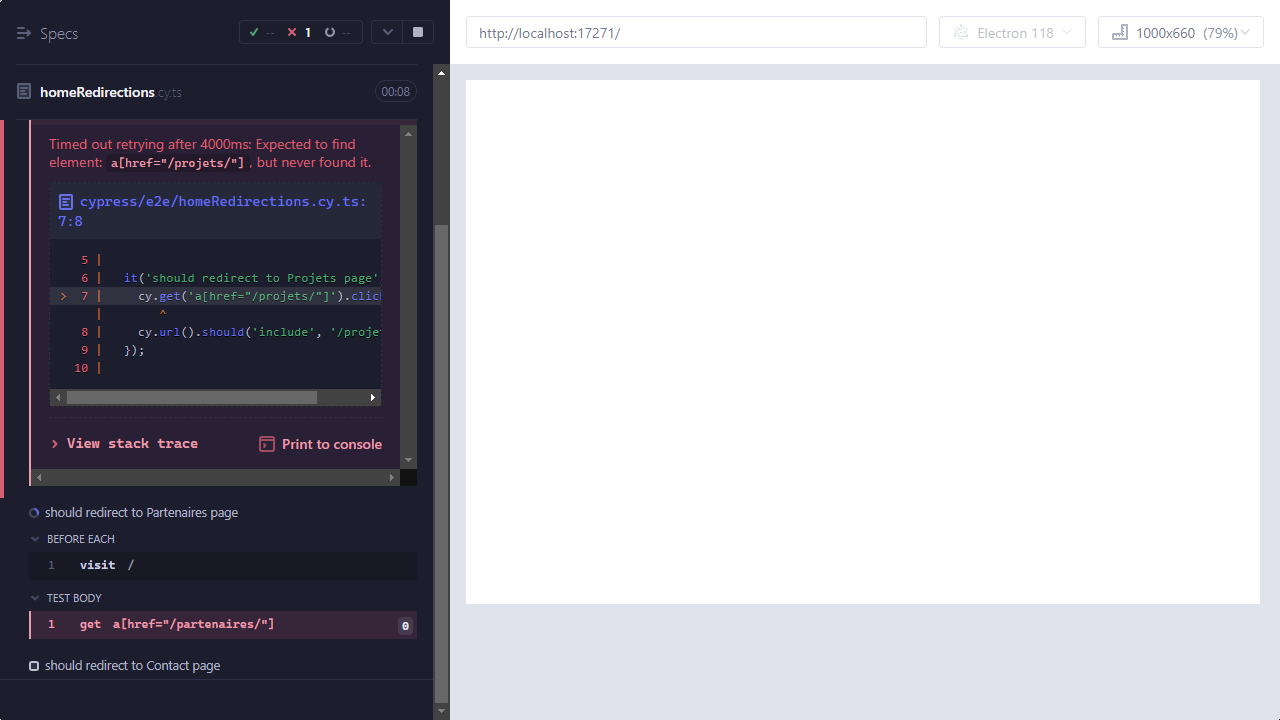 Specs
--
1
--
http://localhost:17271/
Electron 118
1000x660 (79%)
homeRedirections.cy.ts
00:08
Timed out retrying after 4000ms: Expected to find
element: a[href="/projets/"], but never found it.
cypress/e2e/homeRedirections.cy.ts:
7:8
5 |
6 | it('should redirect to Projets page'
> 7 | cy.get('a[href="/projets/"]').click
| ^
8 | cy.url().should('include', '/projet
9 | });
10 |
View stack trace
Print to console
should redirect to Partenaires page
BEFORE EACH
1 visit /
TEST BODY
1 get a[href="/partenaires/"] 0
should redirect to Contact page